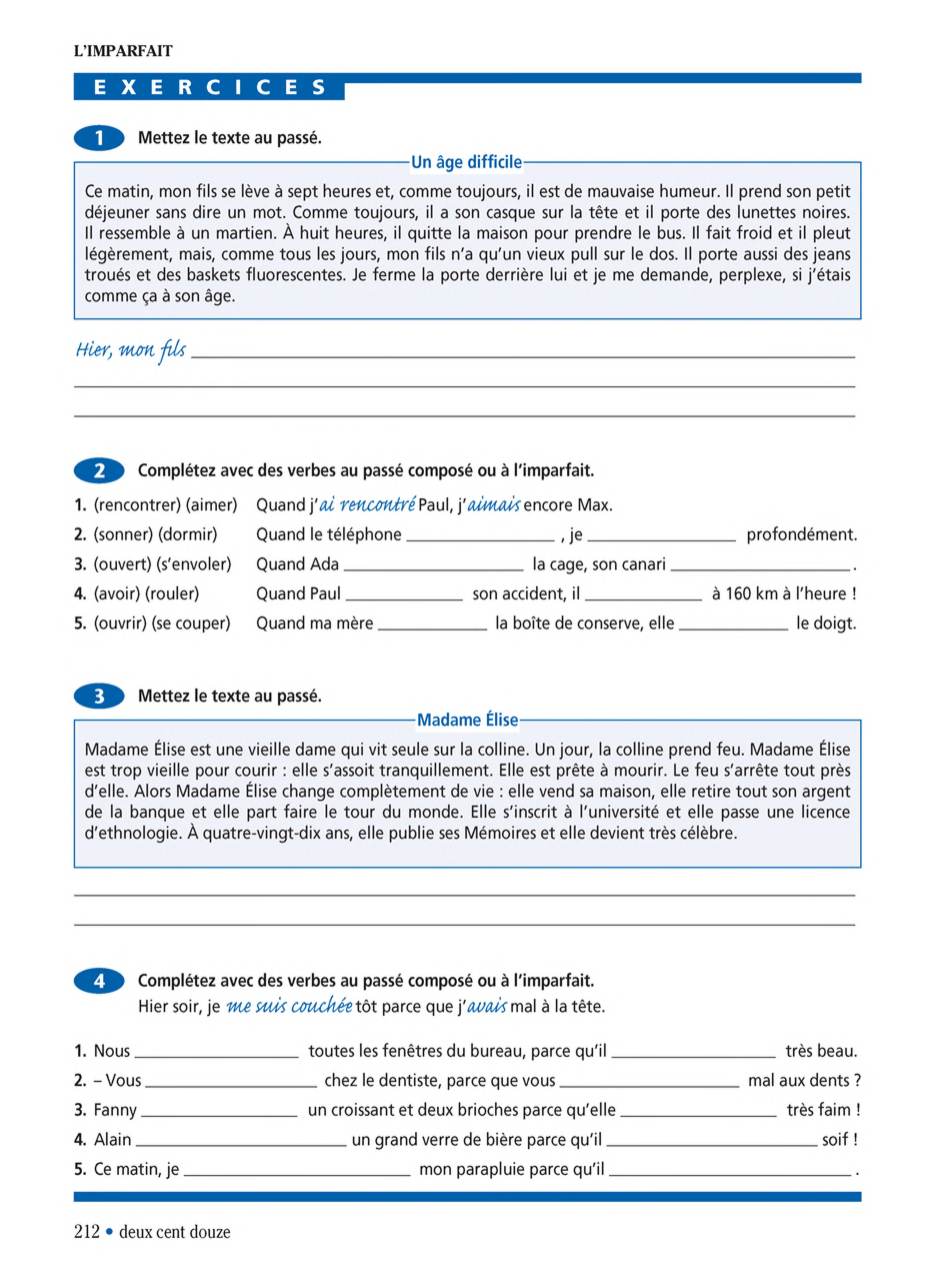 L'IMPARFAIT
EXERCICES
1 Mettez le texte au passé.
Un âge difficile
Ce matin, mon fils se lève à sept heures et, comme toujours, il est de mauvaise humeur. Il prend son petit
déjeuner sans dire un mot. Comme toujours, il a son casque sur la tête et il porte des lunettes noires.
Il ressemble à un martien. À huit heures, il quitte la maison pour prendre le bus. Il fait froid et il pleut
légèrement, mais, comme tous les jours, mon fils n'a qu'un vieux pull sur le dos. Il porte aussi des jeans
troués et des baskets fluorescentes. Je ferme la porte derrière lui et je me demande, perplexe, si j'étais
comme ça à son âge.
Hier, mon fils
2 Complétez avec des verbes au passé composé ou à l'imparfait.
1. (rencontrer) (aimer) Quand j'ai rencontré Paul, j'aimais encore Max.
2. (sonner) (dormir) Quand le téléphone , je profondément.
3. (ouvert) (s'envoler) Quand Ada la cage, son canari .
4. (avoir) (rouler) Quand Paul son accident, il à 160 km à l'heure !
5. (ouvrir) (se couper) Quand ma mère la boîte de conserve, elle le doigt.
3 Mettez le texte au passé.
Madame Élise
Madame Élise est une vieille dame qui vit seule sur la colline. Un jour, la colline prend feu. Madame Élise
est trop vieille pour courir : elle s'assoit tranquillement. Elle est prête à mourir. Le feu s'arrête tout près
d'elle. Alors Madame Élise change complètement de vie : elle vend sa maison, elle retire tout son argent
de la banque et elle part faire le tour du monde. Elle s'inscrit à l'université et elle passe une licence
d'ethnologie. À quatre-vingt-dix ans, elle publie ses Mémoires et elle devient très célèbre.
4 Complétez avec des verbes au passé composé ou à l'imparfait.
Hier soir, je me suis couchée tôt parce que j'avais mal à la tête.
1. Nous toutes les fenêtres du bureau, parce qu'il très beau.
2. – Vous chez le dentiste, parce que vous mal aux dents ?
3. Fanny un croissant et deux brioches parce qu'elle très faim !
4. Alain un grand verre de bière parce qu'il soif !
5. Ce matin, je mon parapluie parce qu'il .
212 • deux cent douze